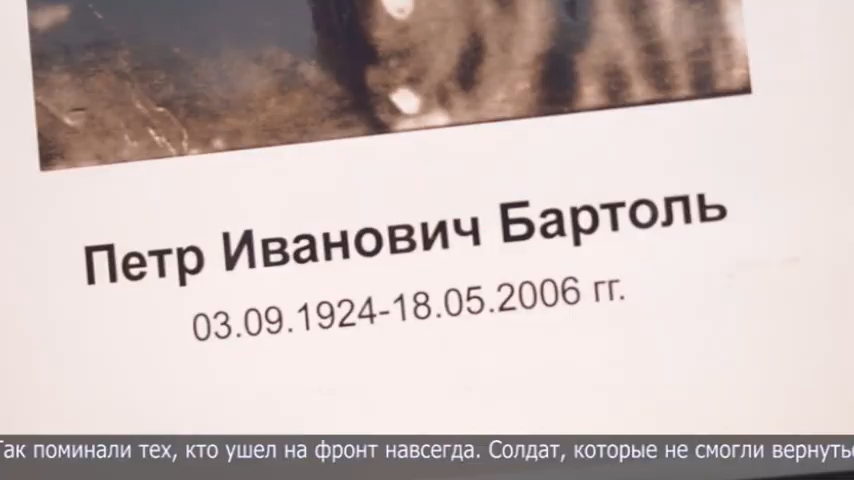 Петр Иванович Бартоль
03.09.1924-18.05.2006 гг.
Так поминали тех, кто ушел на фронт навсегда. Солдат, которые не смогли вернуть